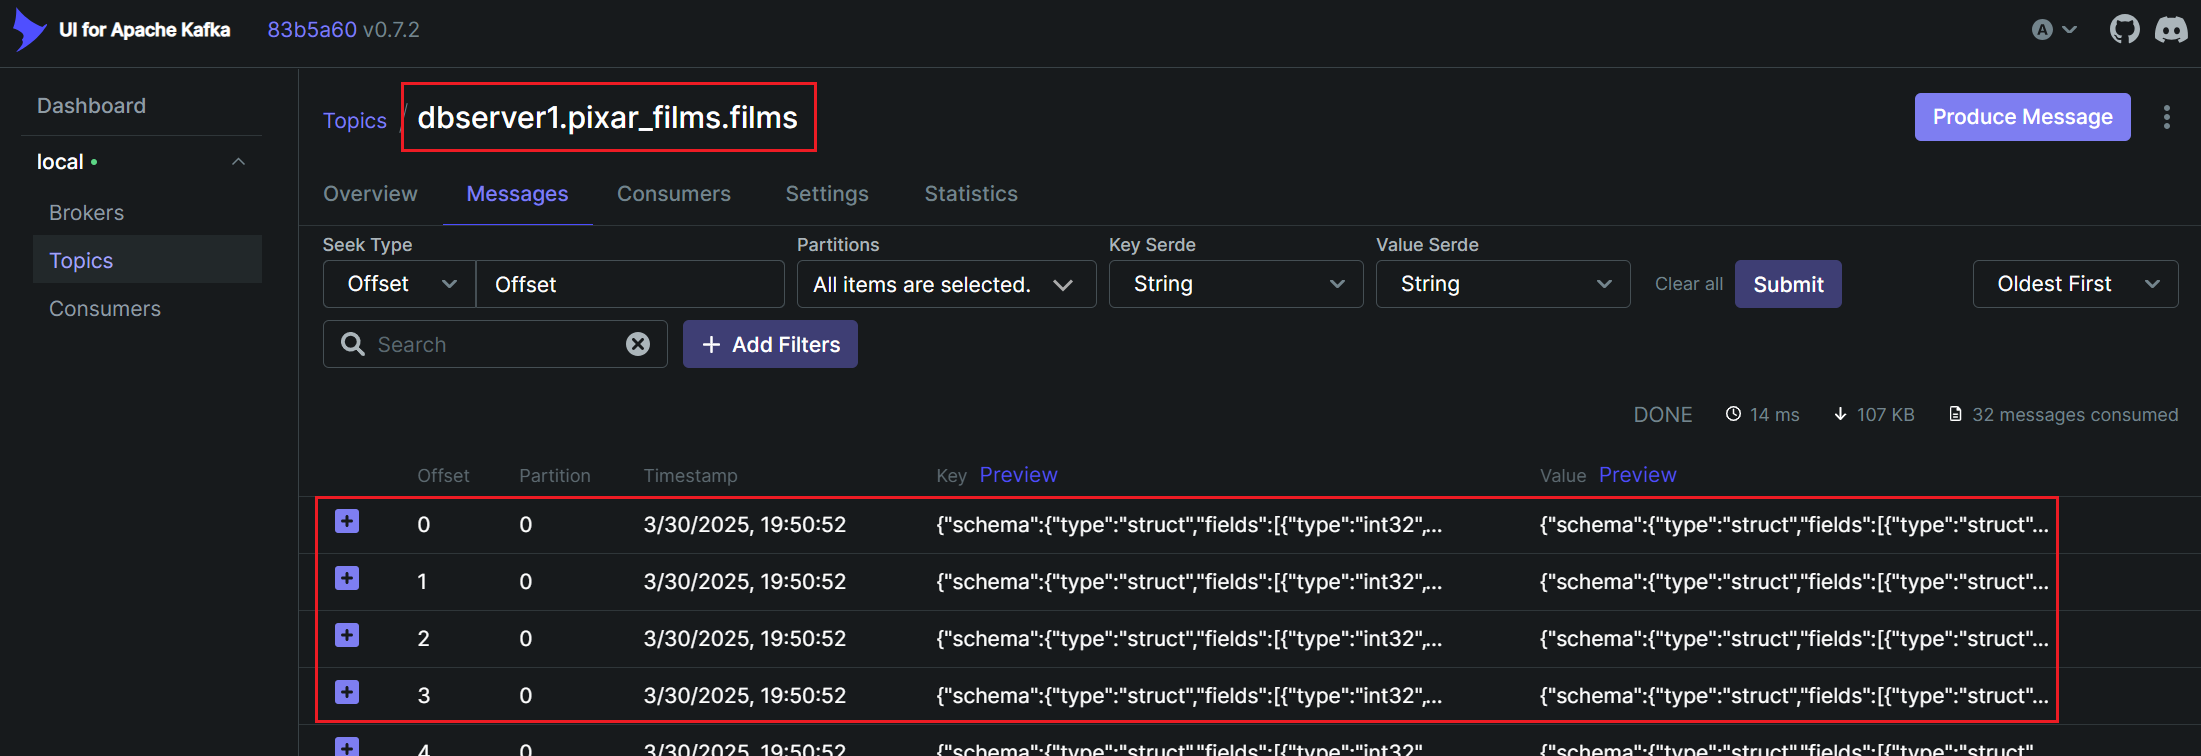 UI for Apache Kafka 83b5a60 v0.7.2 A
Dashboard
local
Brokers
Topics
Consumers
Topics / dbserver1.pixar_films.films Produce Message
Overview Messages Consumers Settings Statistics
Seek Type Partitions Key Serde Value Serde
Offset Offset All items are selected. String String Clear all Submit Oldest First
Search Add Filters
DONE 14 ms 107 KB 32 messages consumed
Offset Partition Timestamp Key Preview Value Preview
0 0 3/30/2025, 19:50:52 {"schema":{"type":"struct","fields":[{"type":"int32",... {"schema":{"type":"struct","fields":[{"type":"struct"...
1 0 3/30/2025, 19:50:52 {"schema":{"type":"struct","fields":[{"type":"int32",... {"schema":{"type":"struct","fields":[{"type":"struct"...
2 0 3/30/2025, 19:50:52 {"schema":{"type":"struct","fields":[{"type":"int32",... {"schema":{"type":"struct","fields":[{"type":"struct"...
3 0 3/30/2025, 19:50:52 {"schema":{"type":"struct","fields":[{"type":"int32",... {"schema":{"type":"struct","fields":[{"type":"struct"...
4 0 3/30/2025, 19:50:52 {"schema":{"type":"struct","fields":[{"type":"int32" {"schema":{"type":"struct","fields":[{"type":"struct"